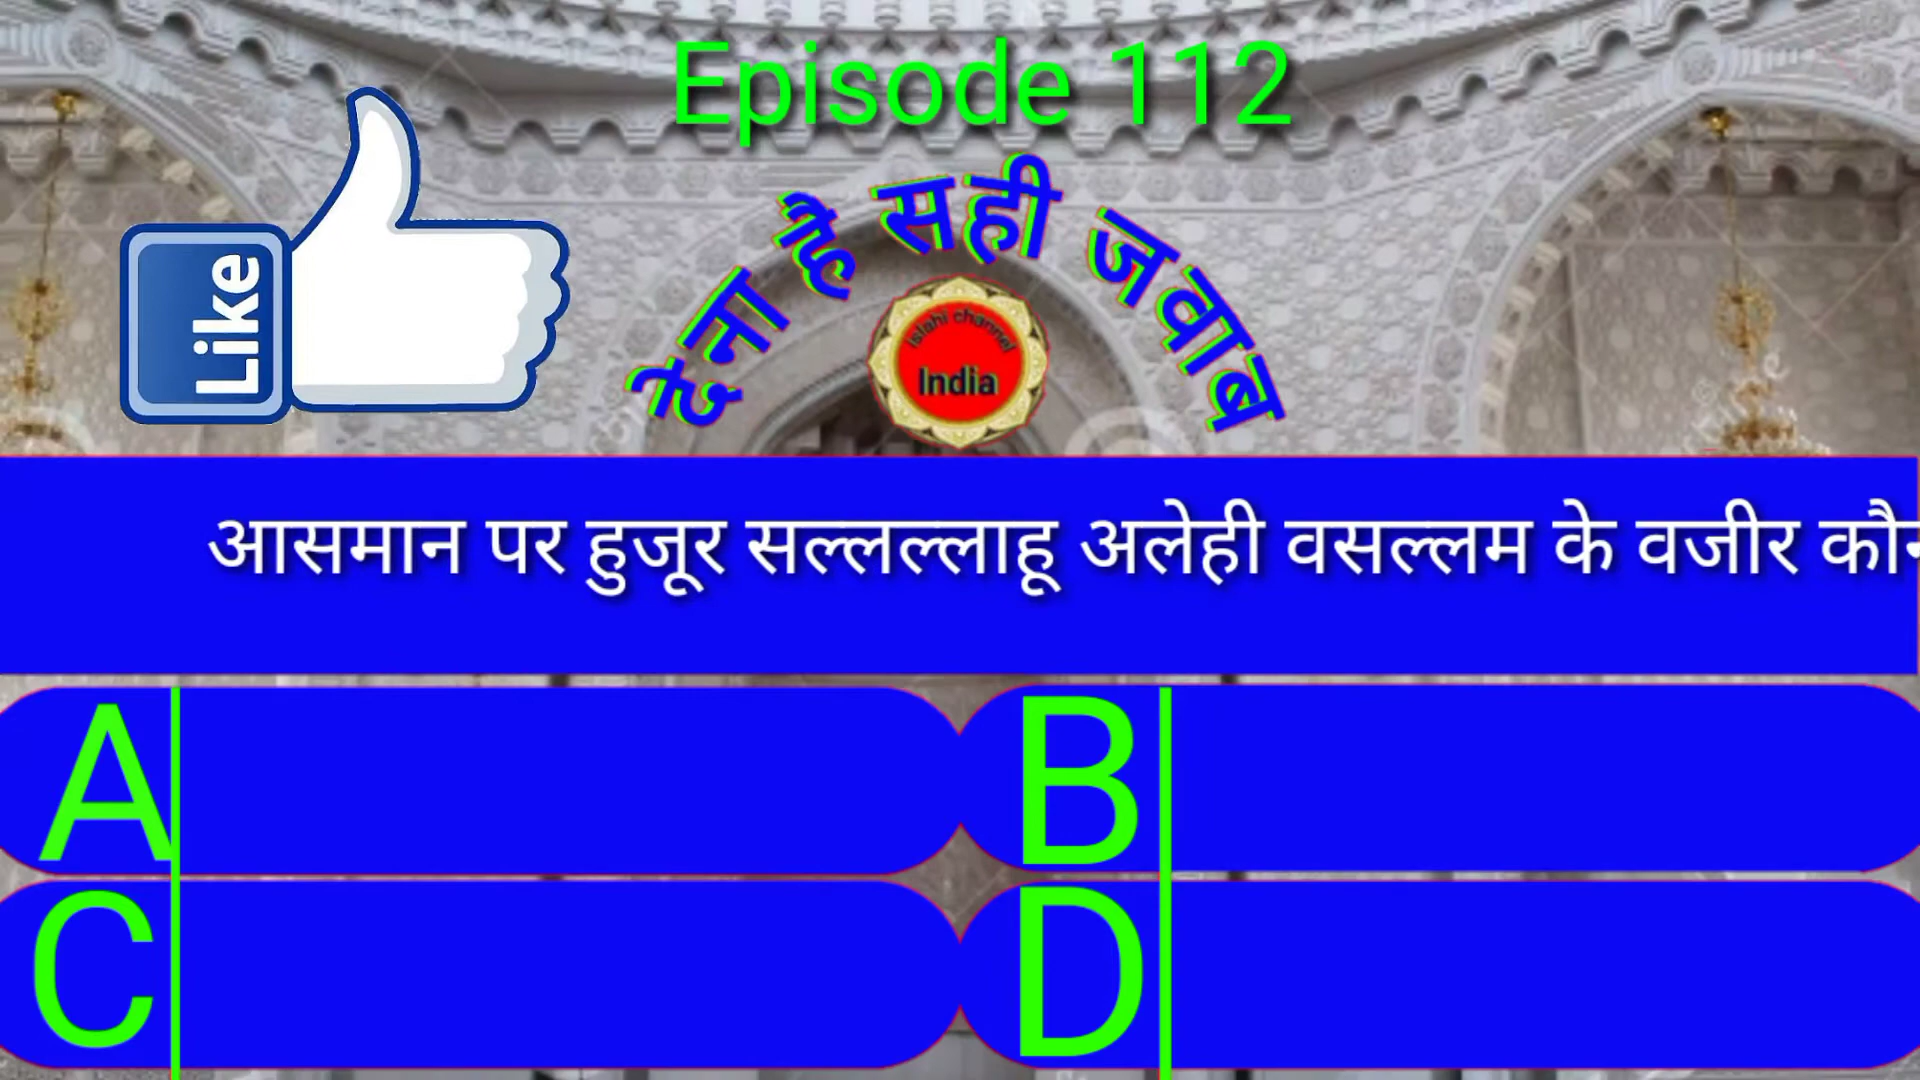 Episode 112
देना है सही जवाब
Like
islahi channel
India
आसमान पर हुजूर सल्लल्लाहू अलेही वसल्लम के वजीर कौन
A
B
C
D